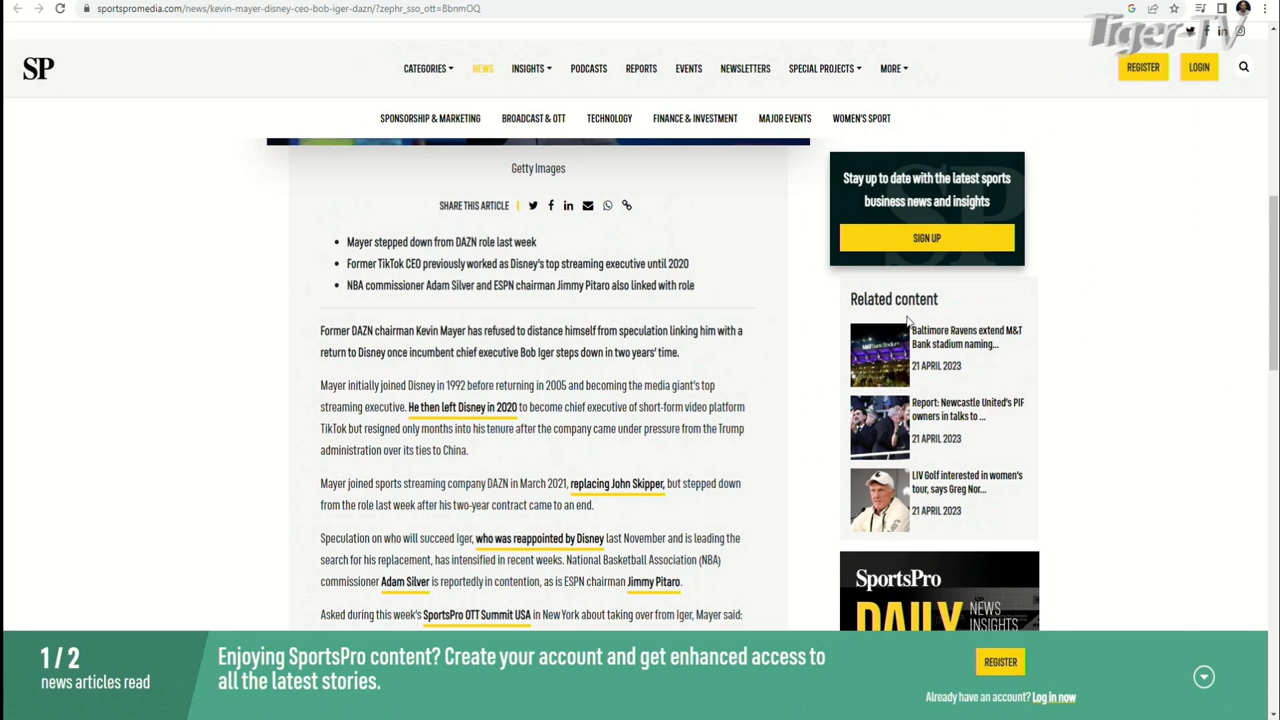 sportspromedia.com/news/kevin-mayer-disney-ceo-bob-iger-dazn/?zephr_sso_ott=BbnmOQ
Tiger-TV
SP
CATEGORIES NEWS INSIGHTS PODCASTS REPORTS EVENTS NEWSLETTERS SPECIAL PROJECTS MORE
REGISTER LOGIN
SPONSORSHIP & MARKETING BROADCAST & OTT TECHNOLOGY FINANCE & INVESTMENT MAJOR EVENTS WOMEN'S SPORT
Getty Images
SHARE THIS ARTICLE
• Mayer stepped down from DAZN role last week
• Former TikTok CEO previously worked as Disney's top streaming executive until 2020
• NBA commissioner Adam Silver and ESPN chairman Jimmy Pitaro also linked with role
Former DAZN chairman Kevin Mayer has refused to distance himself from speculation linking him with a
return to Disney once incumbent chief executive Bob Iger steps down in two years' time.
Mayer initially joined Disney in 1992 before returning in 2005 and becoming the media giant's top
streaming executive. He then left Disney in 2020 to become chief executive of short-form video platform
TikTok but resigned only months into his tenure after the company came under pressure from the Trump
administration over its ties to China.
Mayer joined sports streaming company DAZN in March 2021, replacing John Skipper, but stepped down
from the role last week after his two-year contract came to an end.
Speculation on who will succeed Iger, who was reappointed by Disney last November and is leading the
search for his replacement, has intensified in recent weeks. National Basketball Association (NBA)
commissioner Adam Silver is reportedly in contention, as is ESPN chairman Jimmy Pitaro.
Asked during this week's SportsPro OTT Summit USA in New York about taking over from Iger, Mayer said:
Stay up to date with the latest sports
business news and insights
SIGN UP
Related content
Baltimore Ravens extend M&T
Bank stadium naming...
21 APRIL 2023
Report: Newcastle United's PIF
owners in talks to ...
21 APRIL 2023
LIV Golf interested in women's
tour, says Greg Nor...
21 APRIL 2023
SportsPro
DAILY NEWS
INSIGHTS
1 / 2
news articles read
Enjoying SportsPro content? Create your account and get enhanced access to
all the latest stories.
REGISTER
Already have an account? Log in now